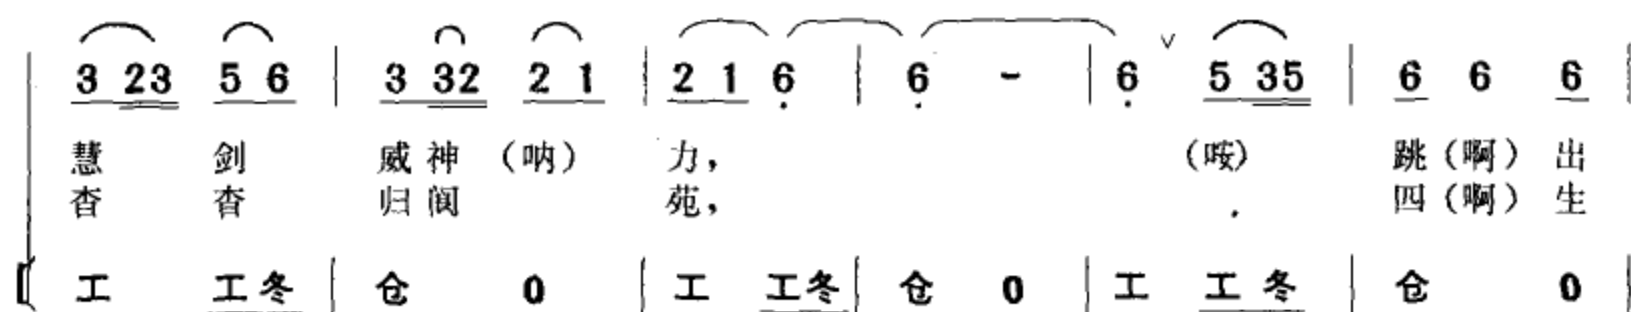 3 23 5 6 | 3 32 2 1 | 2 1 6 | 6 - | 6 ∨ 5 35 | 6 6 6
慧 剑 威 神 (呐) 力, (咹) 跳 (啊) 出
杳 杳 归 阆 苑, 四 (啊) 生
工 工冬 | 仓 0 | 工 工冬 | 仓 0 | 工 工冬 | 仓 0